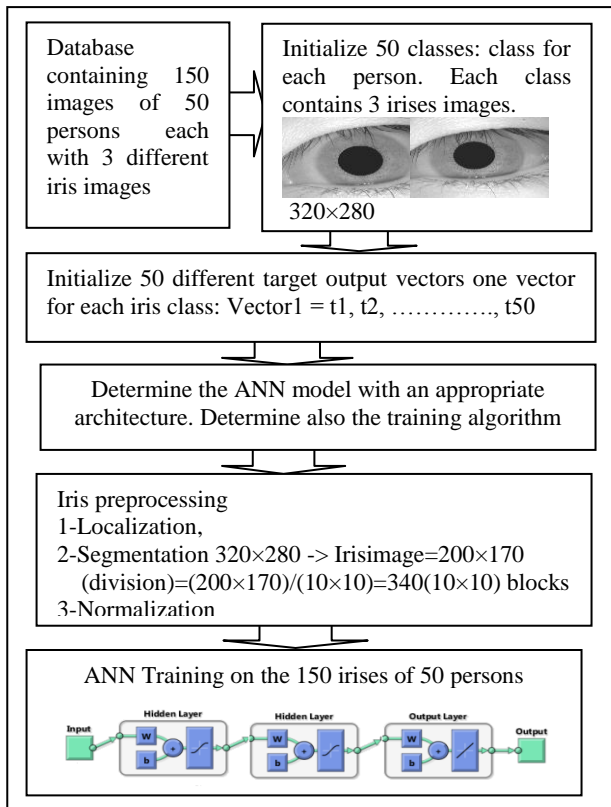 Database
containing 150
images of 50
persons each
with 3 different
iris images
Initialize 50 classes: class for
each person. Each class
contains 3 irises images.
320×280
Initialize 50 different target output vectors one vector
for each iris class: Vector1 = t1, t2, …………., t50
Determine the ANN model with an appropriate
architecture. Determine also the training algorithm
Iris preprocessing
1-Localization,
2-Segmentation 320×280 -> Irisimage=200×170
(division)=(200×170)/(10×10)=340(10×10) blocks
3-Normalization
ANN Training on the 150 irises of 50 persons
Hidden Layer Hidden Layer Output Layer
Input Output
W W W
+ + +
b b b